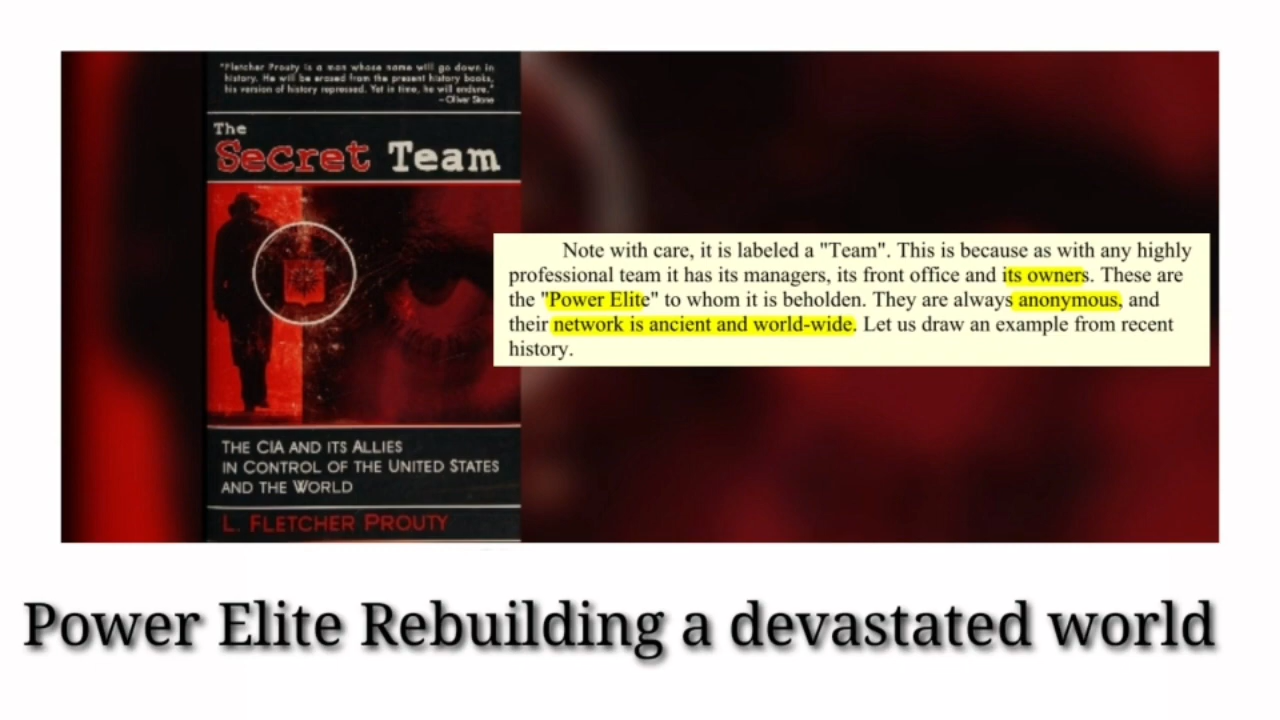 "Fletcher Prouty is a man whose name will go down in
history. He will be erased from the present history books,
his version of history repressed. Yet in time, he will endure."
—Oliver Stone
The
Secret Team
THE CIA AND ITS ALLIES
IN CONTROL OF THE UNITED STATES
AND THE WORLD
L. FLETCHER PROUTY
Note with care, it is labeled a "Team". This is because as with any highly
professional team it has its managers, its front office and its owners. These are
the "Power Elite" to whom it is beholden. They are always anonymous, and
their network is ancient and world-wide. Let us draw an example from recent
history.
Power Elite Rebuilding a devastated world